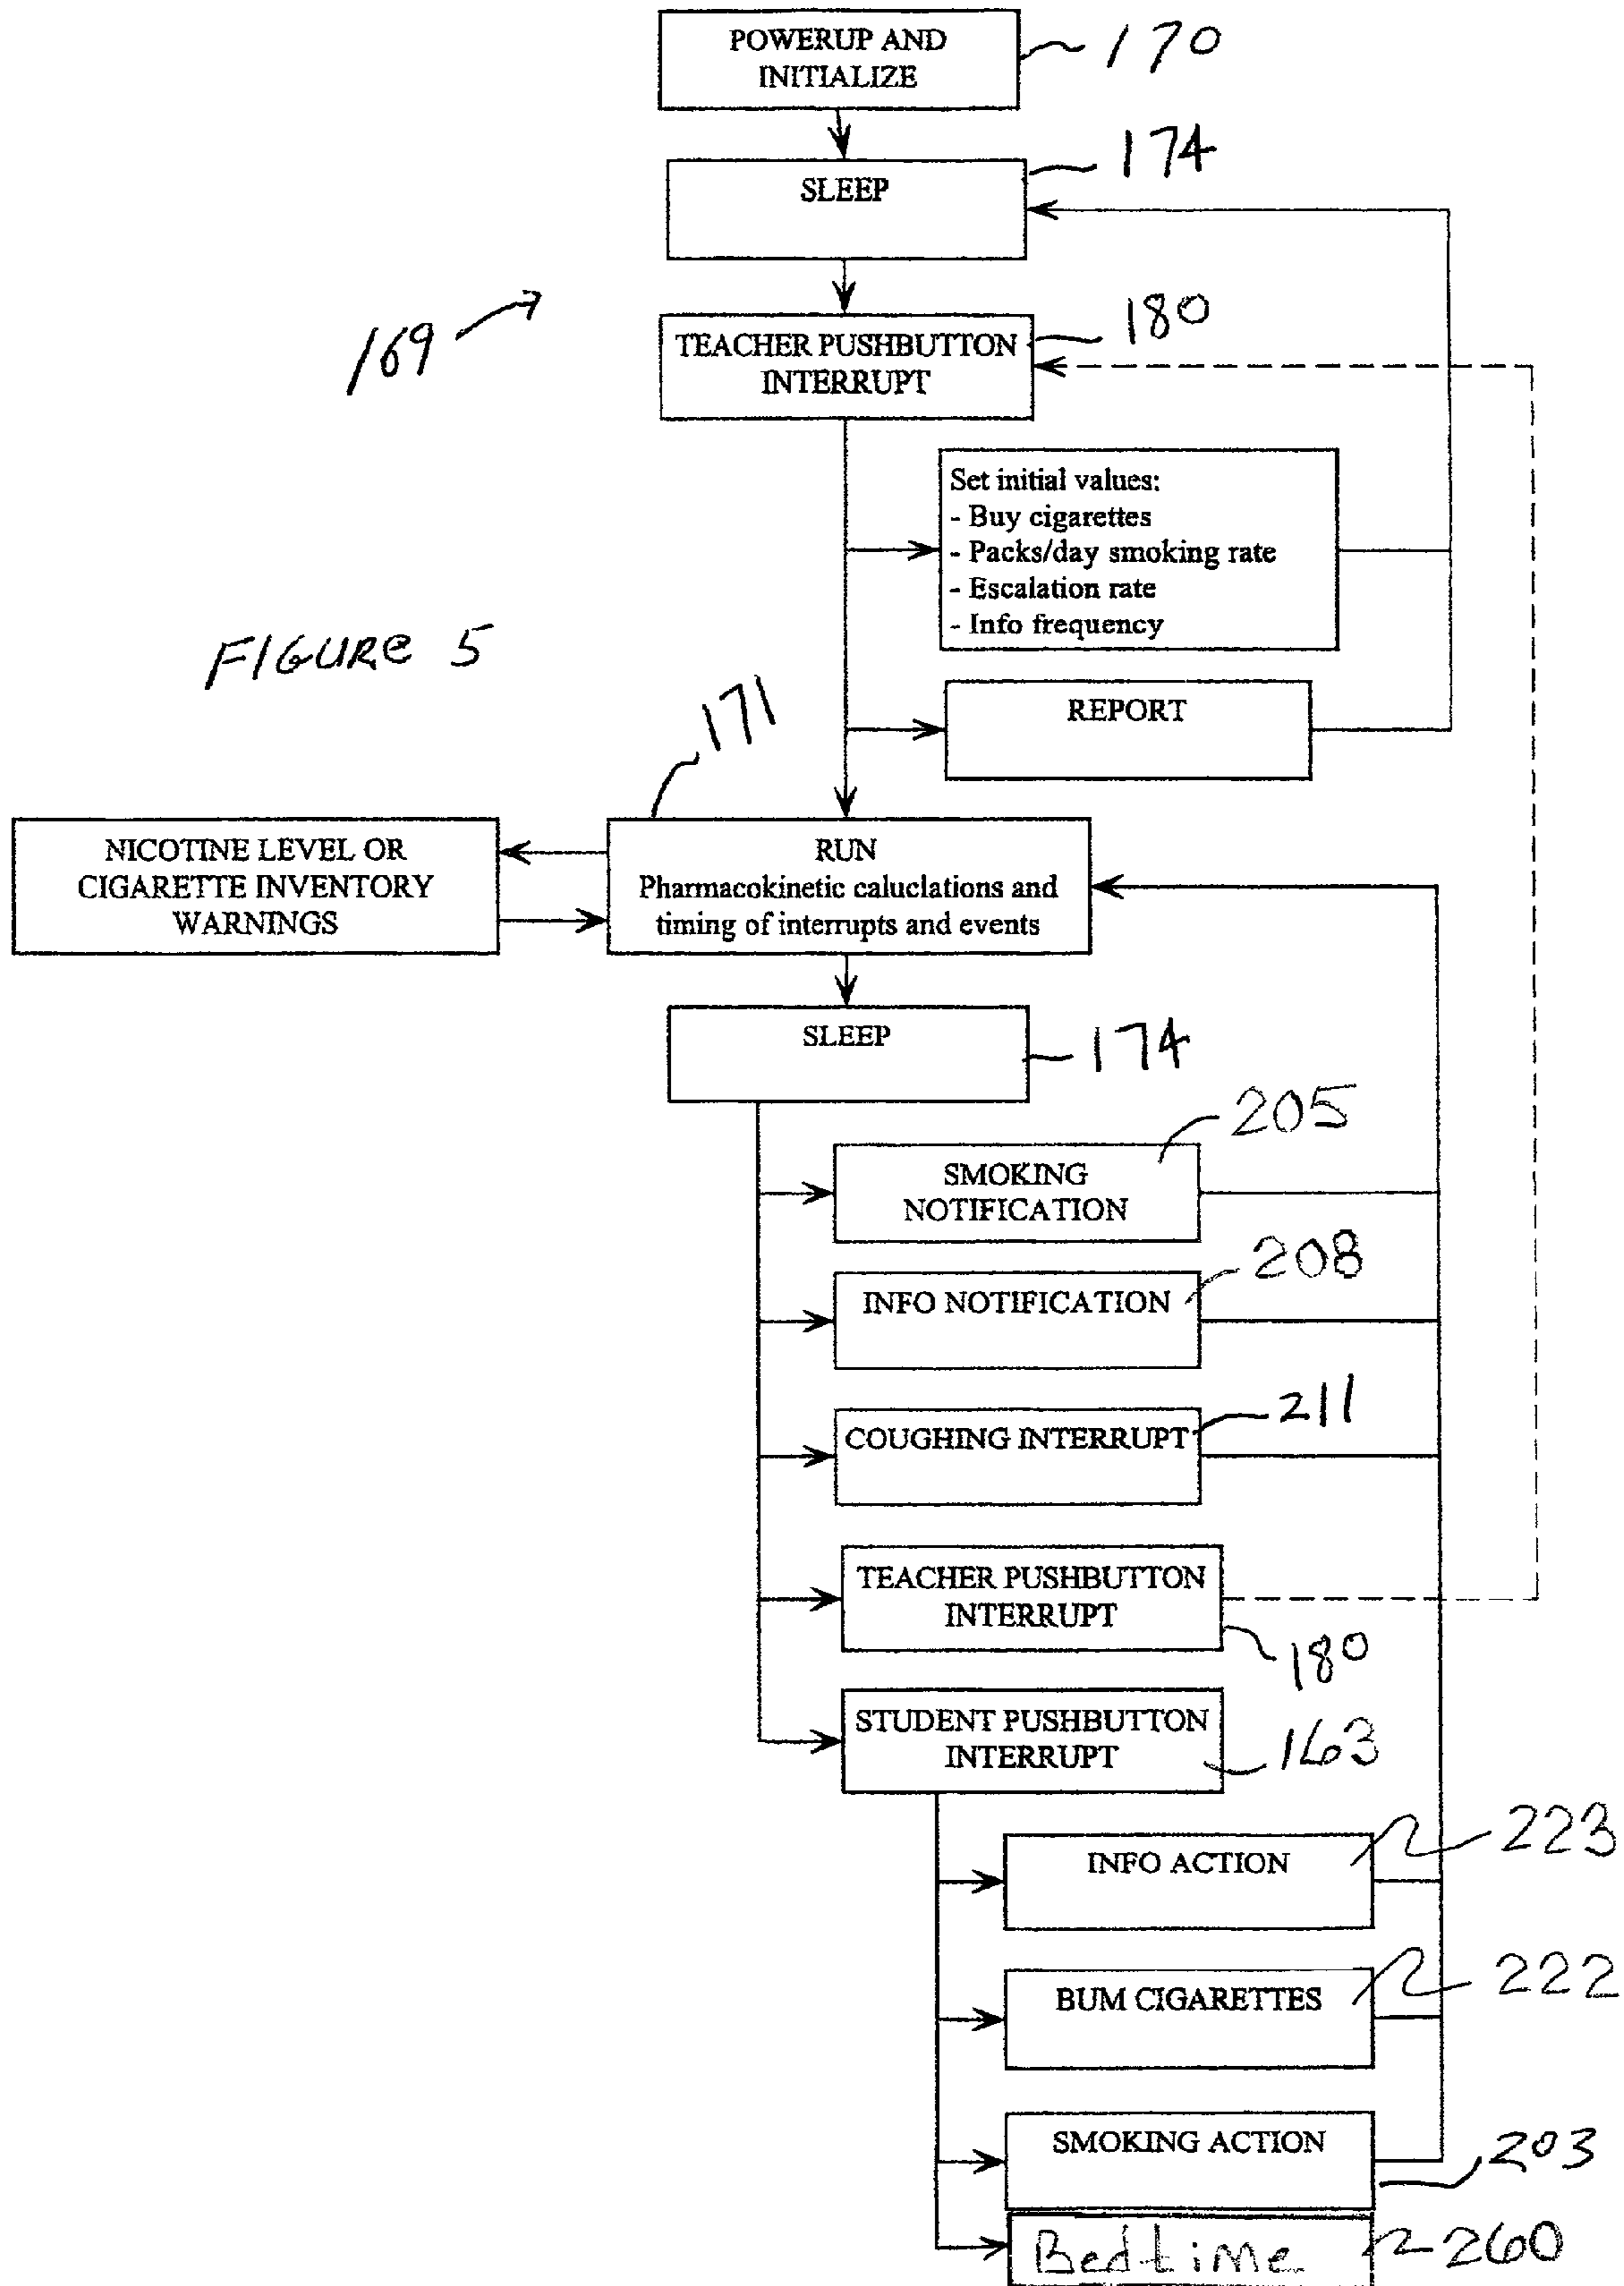 POWERUP AND
INITIALIZE
170
SLEEP
174
169
TEACHER PUSHBUTTON
INTERRUPT
180
Set initial values:
- Buy cigarettes
- Packs/day smoking rate
- Escalation rate
- Info frequency
FIGURE 5
REPORT
171
NICOTINE LEVEL OR
CIGARETTE INVENTORY
WARNINGS
RUN
Pharmacokinetic caluclations and
timing of interrupts and events
SLEEP
174
205
SMOKING
NOTIFICATION
208
INFO NOTIFICATION
211
COUGHING INTERRUPT
TEACHER PUSHBUTTON
INTERRUPT
180
STUDENT PUSHBUTTON
INTERRUPT
163
INFO ACTION
223
BUM CIGARETTES
222
SMOKING ACTION
203
Bedtime
260